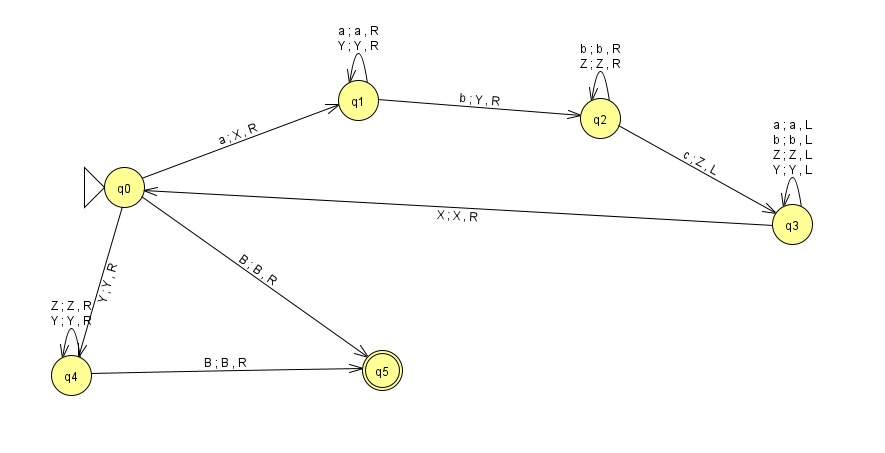 a ; a , R
Y ; Y , R
b ; b , R
Z ; Z , R
q1
b ; Y , R
q2
a ; X , R
a ; a , L
b ; b , L
Z ; Z , L
Y ; Y , L
c ; Z , L
q0
X ; X , R
q3
Y ; Y , R
B ; B , R
Z ; Z , R
Y ; Y , R
q4
B ; B , R
q5